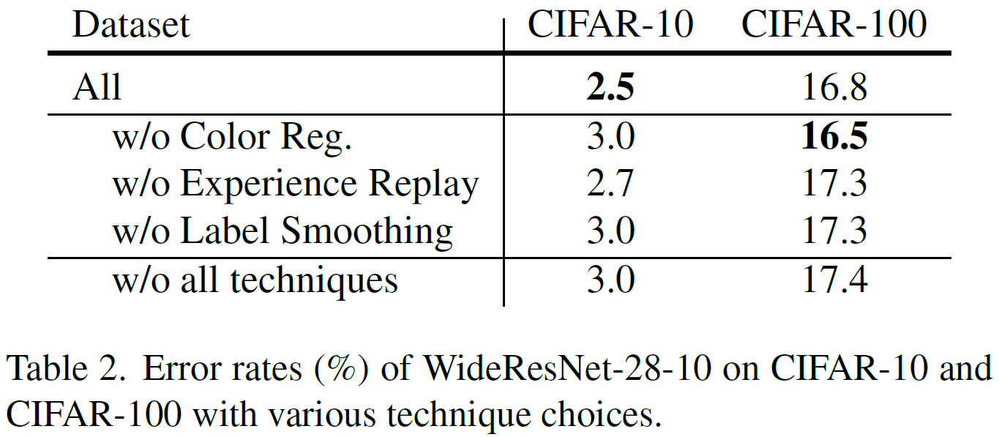 Dataset CIFAR-10 CIFAR-100
All 2.5 16.8
w/o Color Reg. 3.0 16.5
w/o Experience Replay 2.7 17.3
w/o Label Smoothing 3.0 17.3
w/o all techniques 3.0 17.4
Table 2. Error rates (%) of WideResNet-28-10 on CIFAR-10 and
CIFAR-100 with various technique choices.